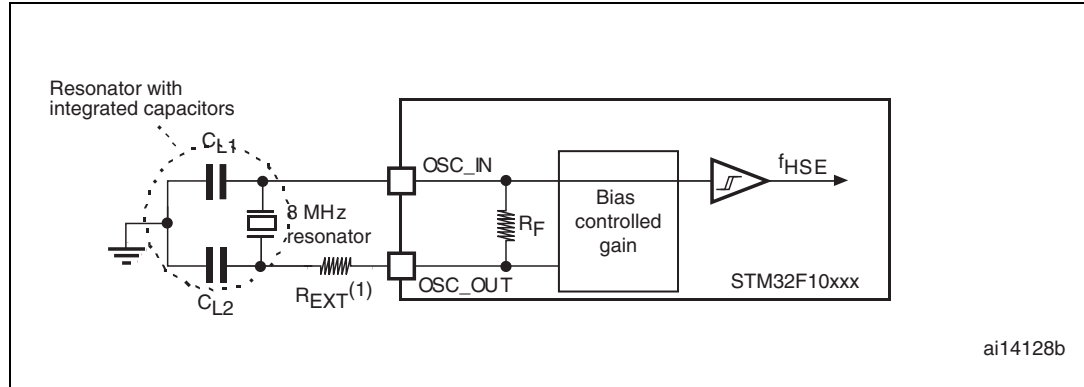 Resonator with
integrated capacitors
CL1
OSC_IN
fHSE
8 MHz
resonator
RF
Bias
controlled
gain
REXT(1)
OSC_OUT
STM32F10xxx
CL2
ai14128b